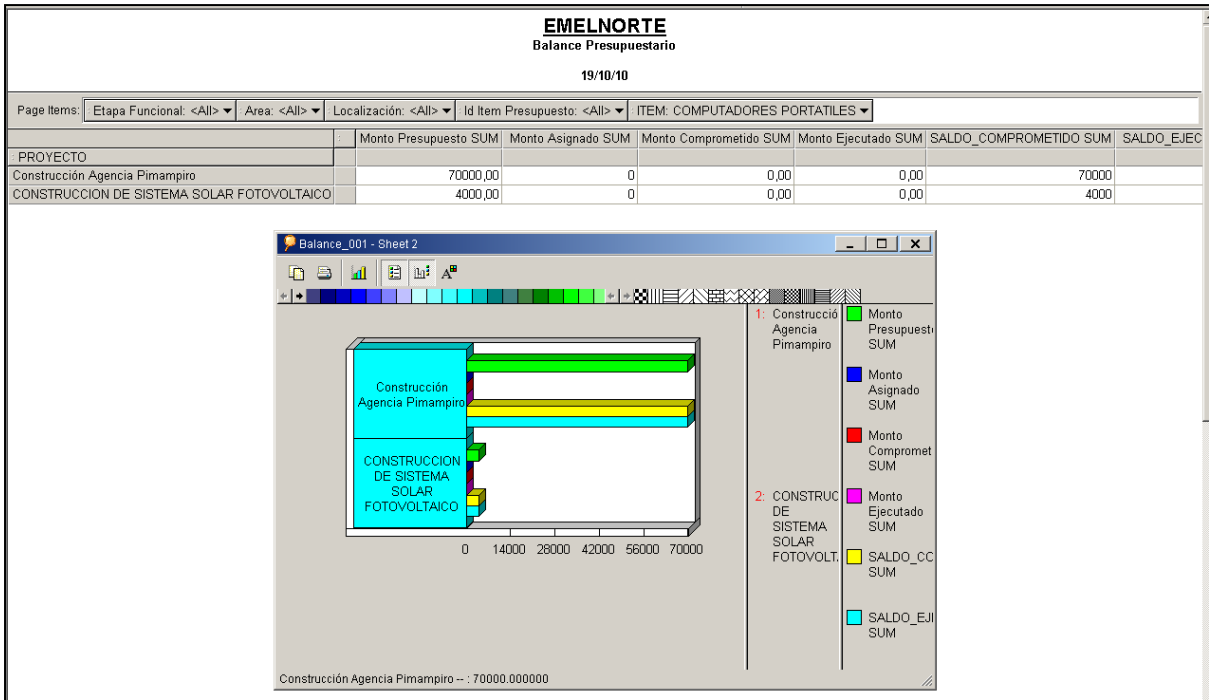 EMELNORTE
Balance Presupuestario
19/10/10
Page Items: Etapa Funcional: <All> Area: <All> Localización: <All> Id Item Presupuesto: <All> ITEM: COMPUTADORES PORTATILES
Monto Presupuesto SUM Monto Asignado SUM Monto Comprometido SUM Monto Ejecutado SUM SALDO_COMPROMETIDO SUM SALDO_EJEC
PROYECTO
Construcción Agencia Pimampiro 70000,00 0 0,00 0,00 70000
CONSTRUCCION DE SISTEMA SOLAR FOTOVOLTAICO 4000,00 0 0,00 0,00 4000
Balance_001 - Sheet 2
Construcción
Agencia Pimampiro
CONSTRUCCION
DE SISTEMA
SOLAR
FOTOVOLTAICO
0 14000 28000 42000 56000 70000
1: Construcció
Agencia
Pimampiro
2: CONSTRUC
DE
SISTEMA
SOLAR
FOTOVOLT.
Monto
Presupuest
SUM
Monto
Asignado
SUM
Monto
Compromet
SUM
Monto
Ejecutado
SUM
SALDO_CC
SUM
SALDO_EJI
SUM
Construcción Agencia Pimampiro -- : 70000.000000